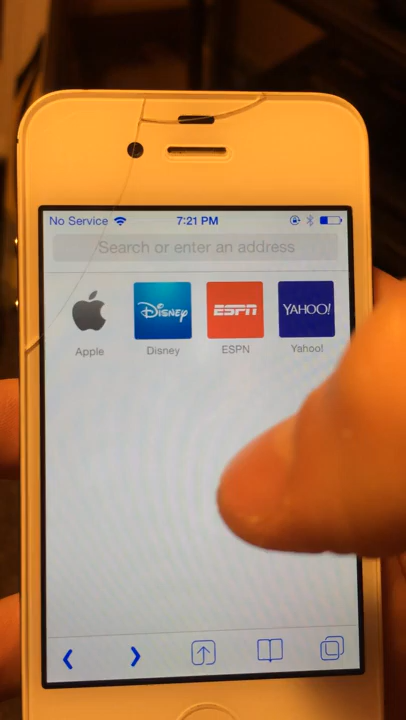 No Service 7:21 PM
Search or enter an address
Disney ESPN YAHOO!
Apple Disney ESPN Yahoo!